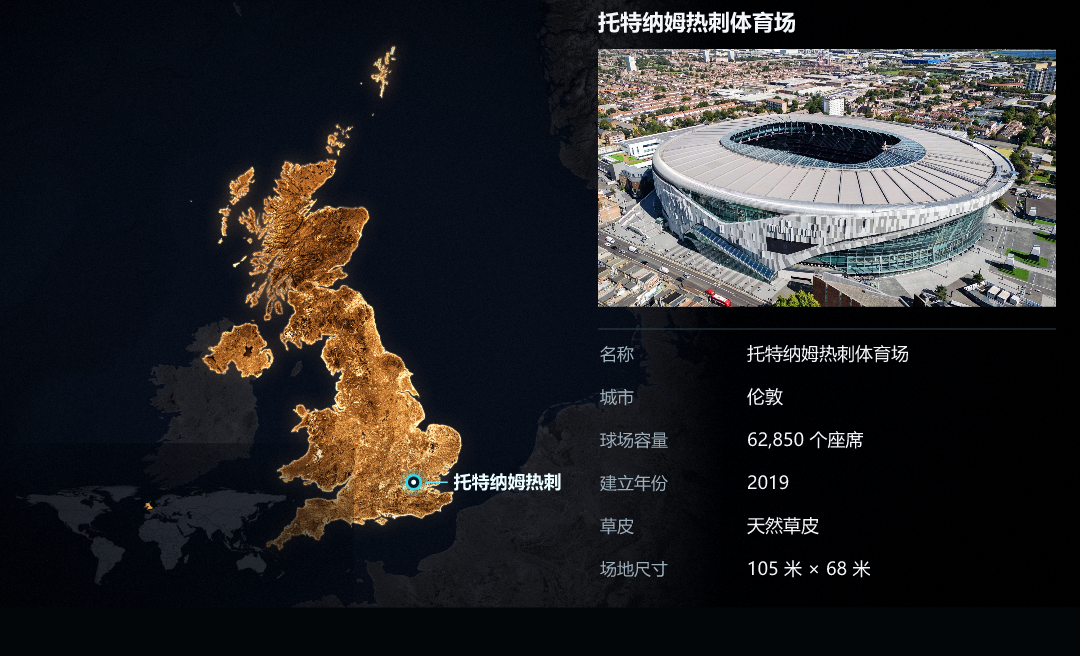 托特纳姆热刺体育场
名称 托特纳姆热刺体育场
城市 伦敦
球场容量 62,850 个座席
建立年份 2019
草皮 天然草皮
场地尺寸 105 米 × 68 米
托特纳姆热刺